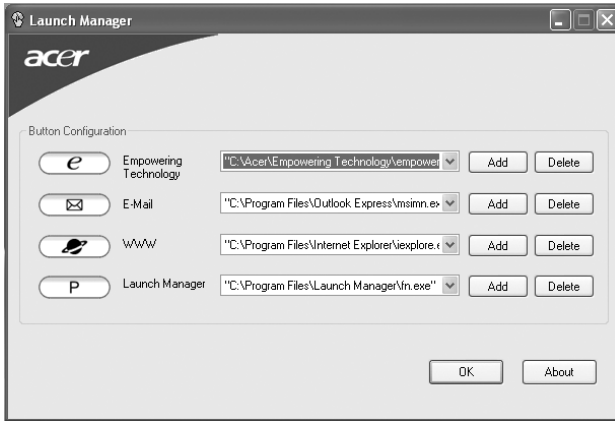 Launch Manager
acer
Button Configuration
e Empowering Technology "C:\Acer\Empowering Technology\empower Add Delete
E-Mail "C:\Program Files\Outlook Express\msimn.ex Add Delete
WWW "C:\Program Files\Internet Explorer\iexplore.e Add Delete
P Launch Manager "C:\Program Files\Launch Manager\fn.exe" Add Delete
OK About